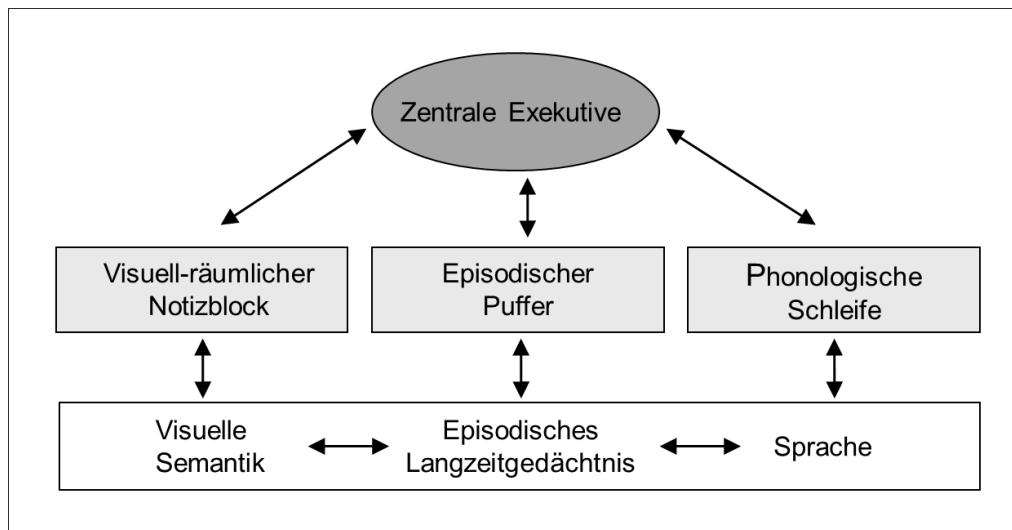 Zentrale Exekutive
Visuell-räumlicher
Notizblock
Episodischer
Puffer
Phonologische
Schleife
Visuelle
Semantik
Episodisches
Langzeitgedächtnis
Sprache